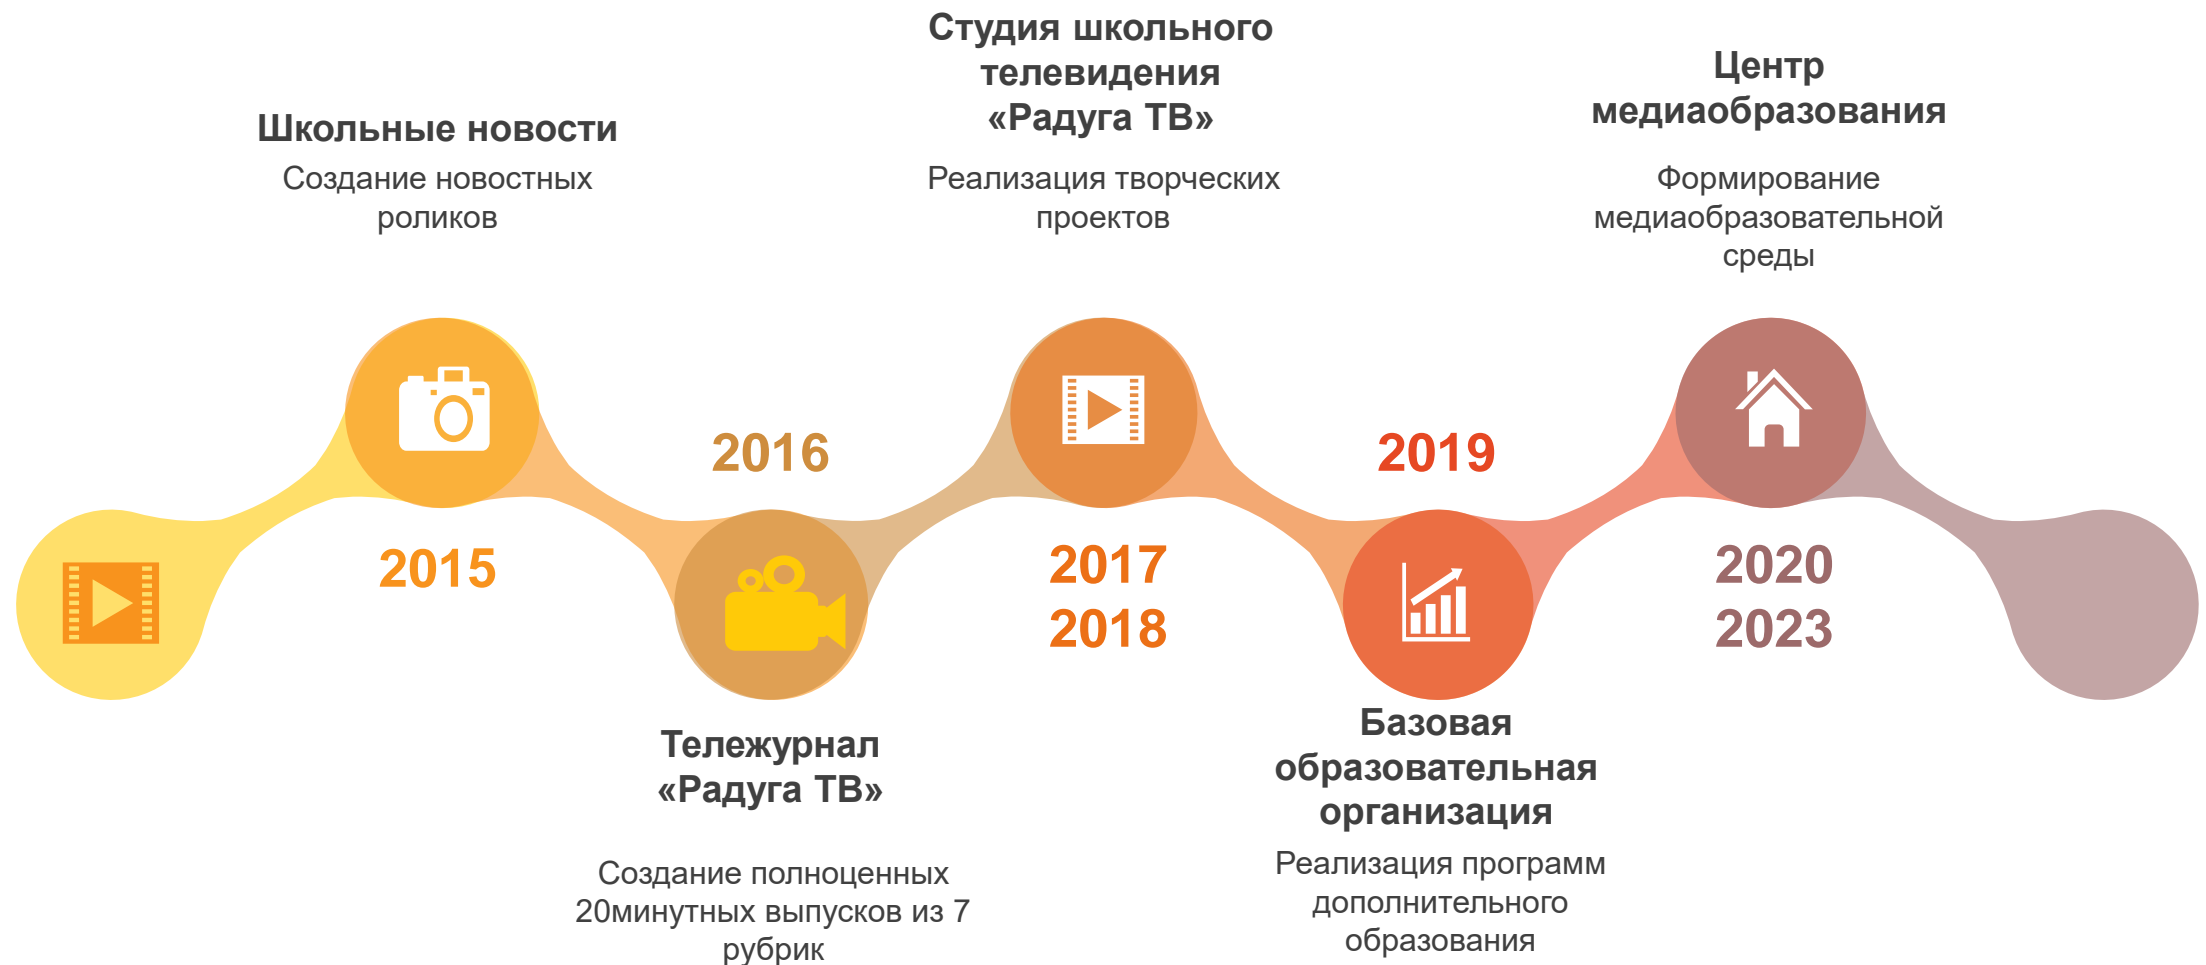 Школьные новости
Создание новостных
роликов
2015
2016
Тележурнал
«Радуга ТВ»
Создание полноценных
20минутных выпусков из 7
рубрик
Студия школьного
телевидения
«Радуга ТВ»
Реализация творческих
проектов
2017
2018
2019
Базовая
образовательная
организация
Реализация программ
дополнительного
образования
Центр
медиаобразования
Формирование
медиаобразовательной
среды
2020
2023